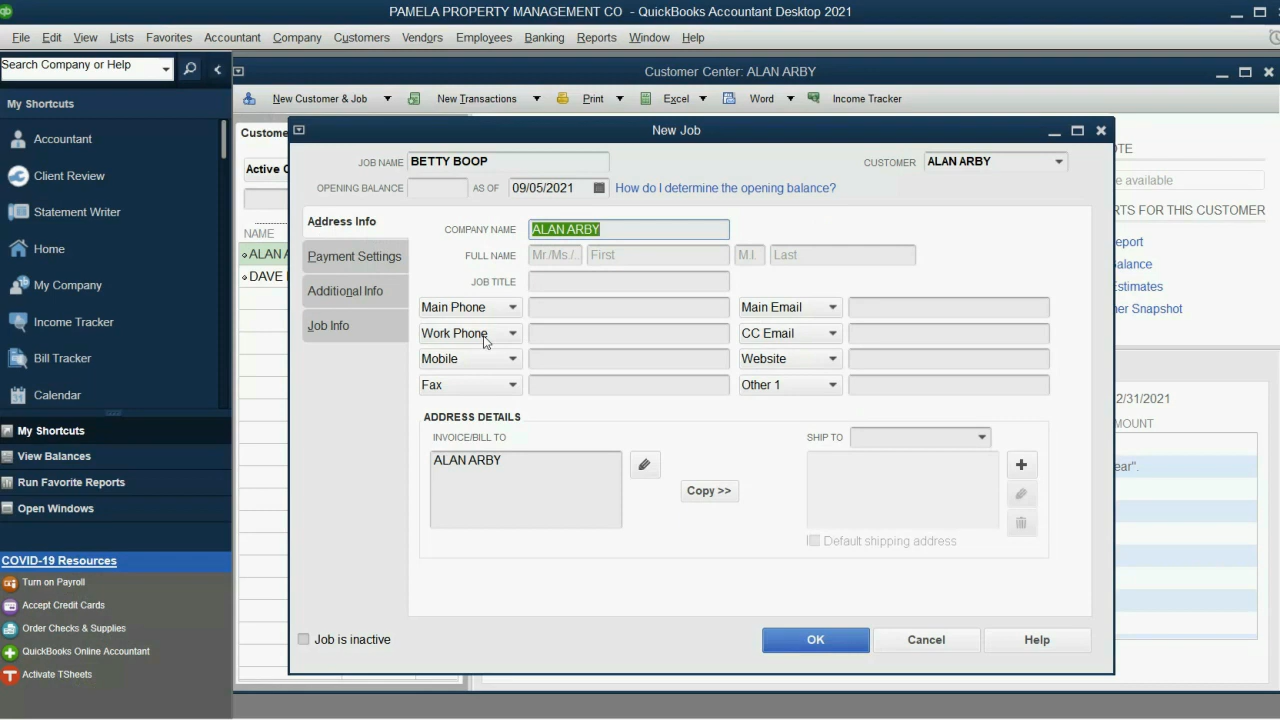 PAMELA PROPERTY MANAGEMENT CO - QuickBooks Accountant Desktop 2021
File Edit View Lists Favorites Accountant Company Customers Vendors Employees Banking Reports Window Help
Search Company or Help
Customer Center: ALAN ARBY
My Shortcuts
New Customer & Job New Transactions Print Excel Word Income Tracker
Accountant
Client Review
Statement Writer
Home
My Company
Income Tracker
Bill Tracker
Calendar
My Shortcuts
View Balances
Run Favorite Reports
Open Windows
COVID-19 Resources
Turn on Payroll
Accept Credit Cards
Order Checks & Supplies
QuickBooks Online Accountant
Activate TSheets
Custome
Active C
NAME
ALAN A
DAVE
New Job
JOB NAME BETTY BOOP CUSTOMER ALAN ARBY
OPENING BALANCE AS OF 09/05/2021 How do I determine the opening balance?
Address Info
Payment Settings
Additional Info
Job Info
COMPANY NAME ALAN ARBY
FULL NAME Mr./Ms./.. First M.I. Last
JOB TITLE
Main Phone Main Email
Work Phone CC Email
Mobile Website
Fax Other 1
ADDRESS DETAILS
INVOICE/BILL TO SHIP TO
ALAN ARBY
Copy >>
Default shipping address
Job is inactive OK Cancel Help
OTE
e available
RTS FOR THIS CUSTOMER
eport
alance
stimates
er Snapshot
2/31/2021
MOUNT
ear".